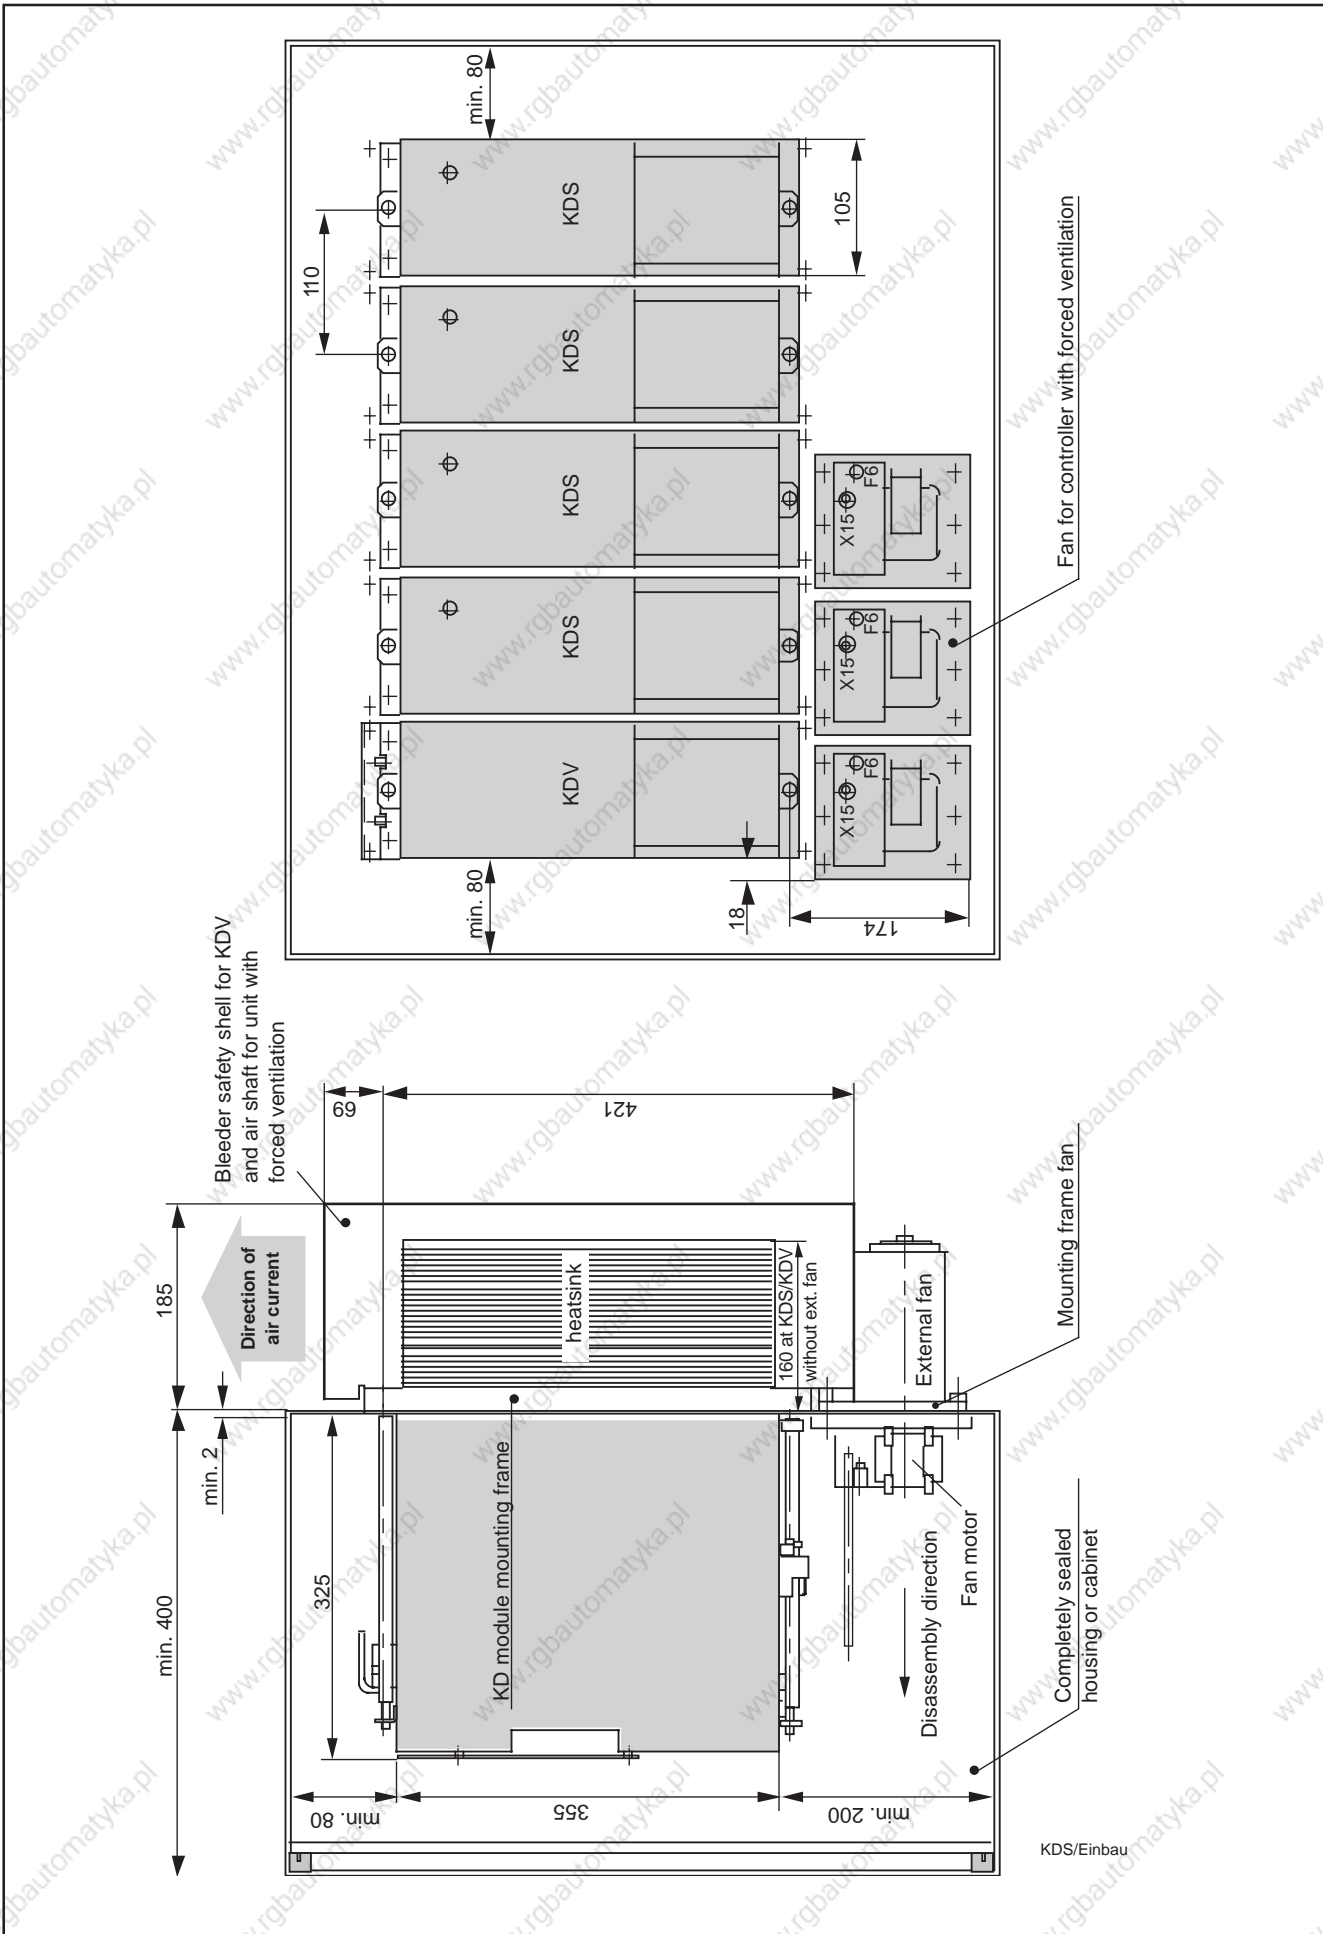 min. 80
110
KDS
KDS
KDS
KDS
KDV
105
X15
F6
X15
F6
X15
F6
18
174
min. 80
Fan for controller with forced ventilation
Bleeder safety shell for KDV
and air shaft for unit with
forced ventilation
69
421
185
Direction of
air current
heatsink
160 at KDS/KDV
without ext. fan
External fan
Mounting frame fan
min. 2
min. 400
325
KD module mounting frame
Fan motor
Disassembly direction
Completely sealed
housing or cabinet
min. 80
355
min. 200
KDS/Einbau
www.rgbautomatyka.pl